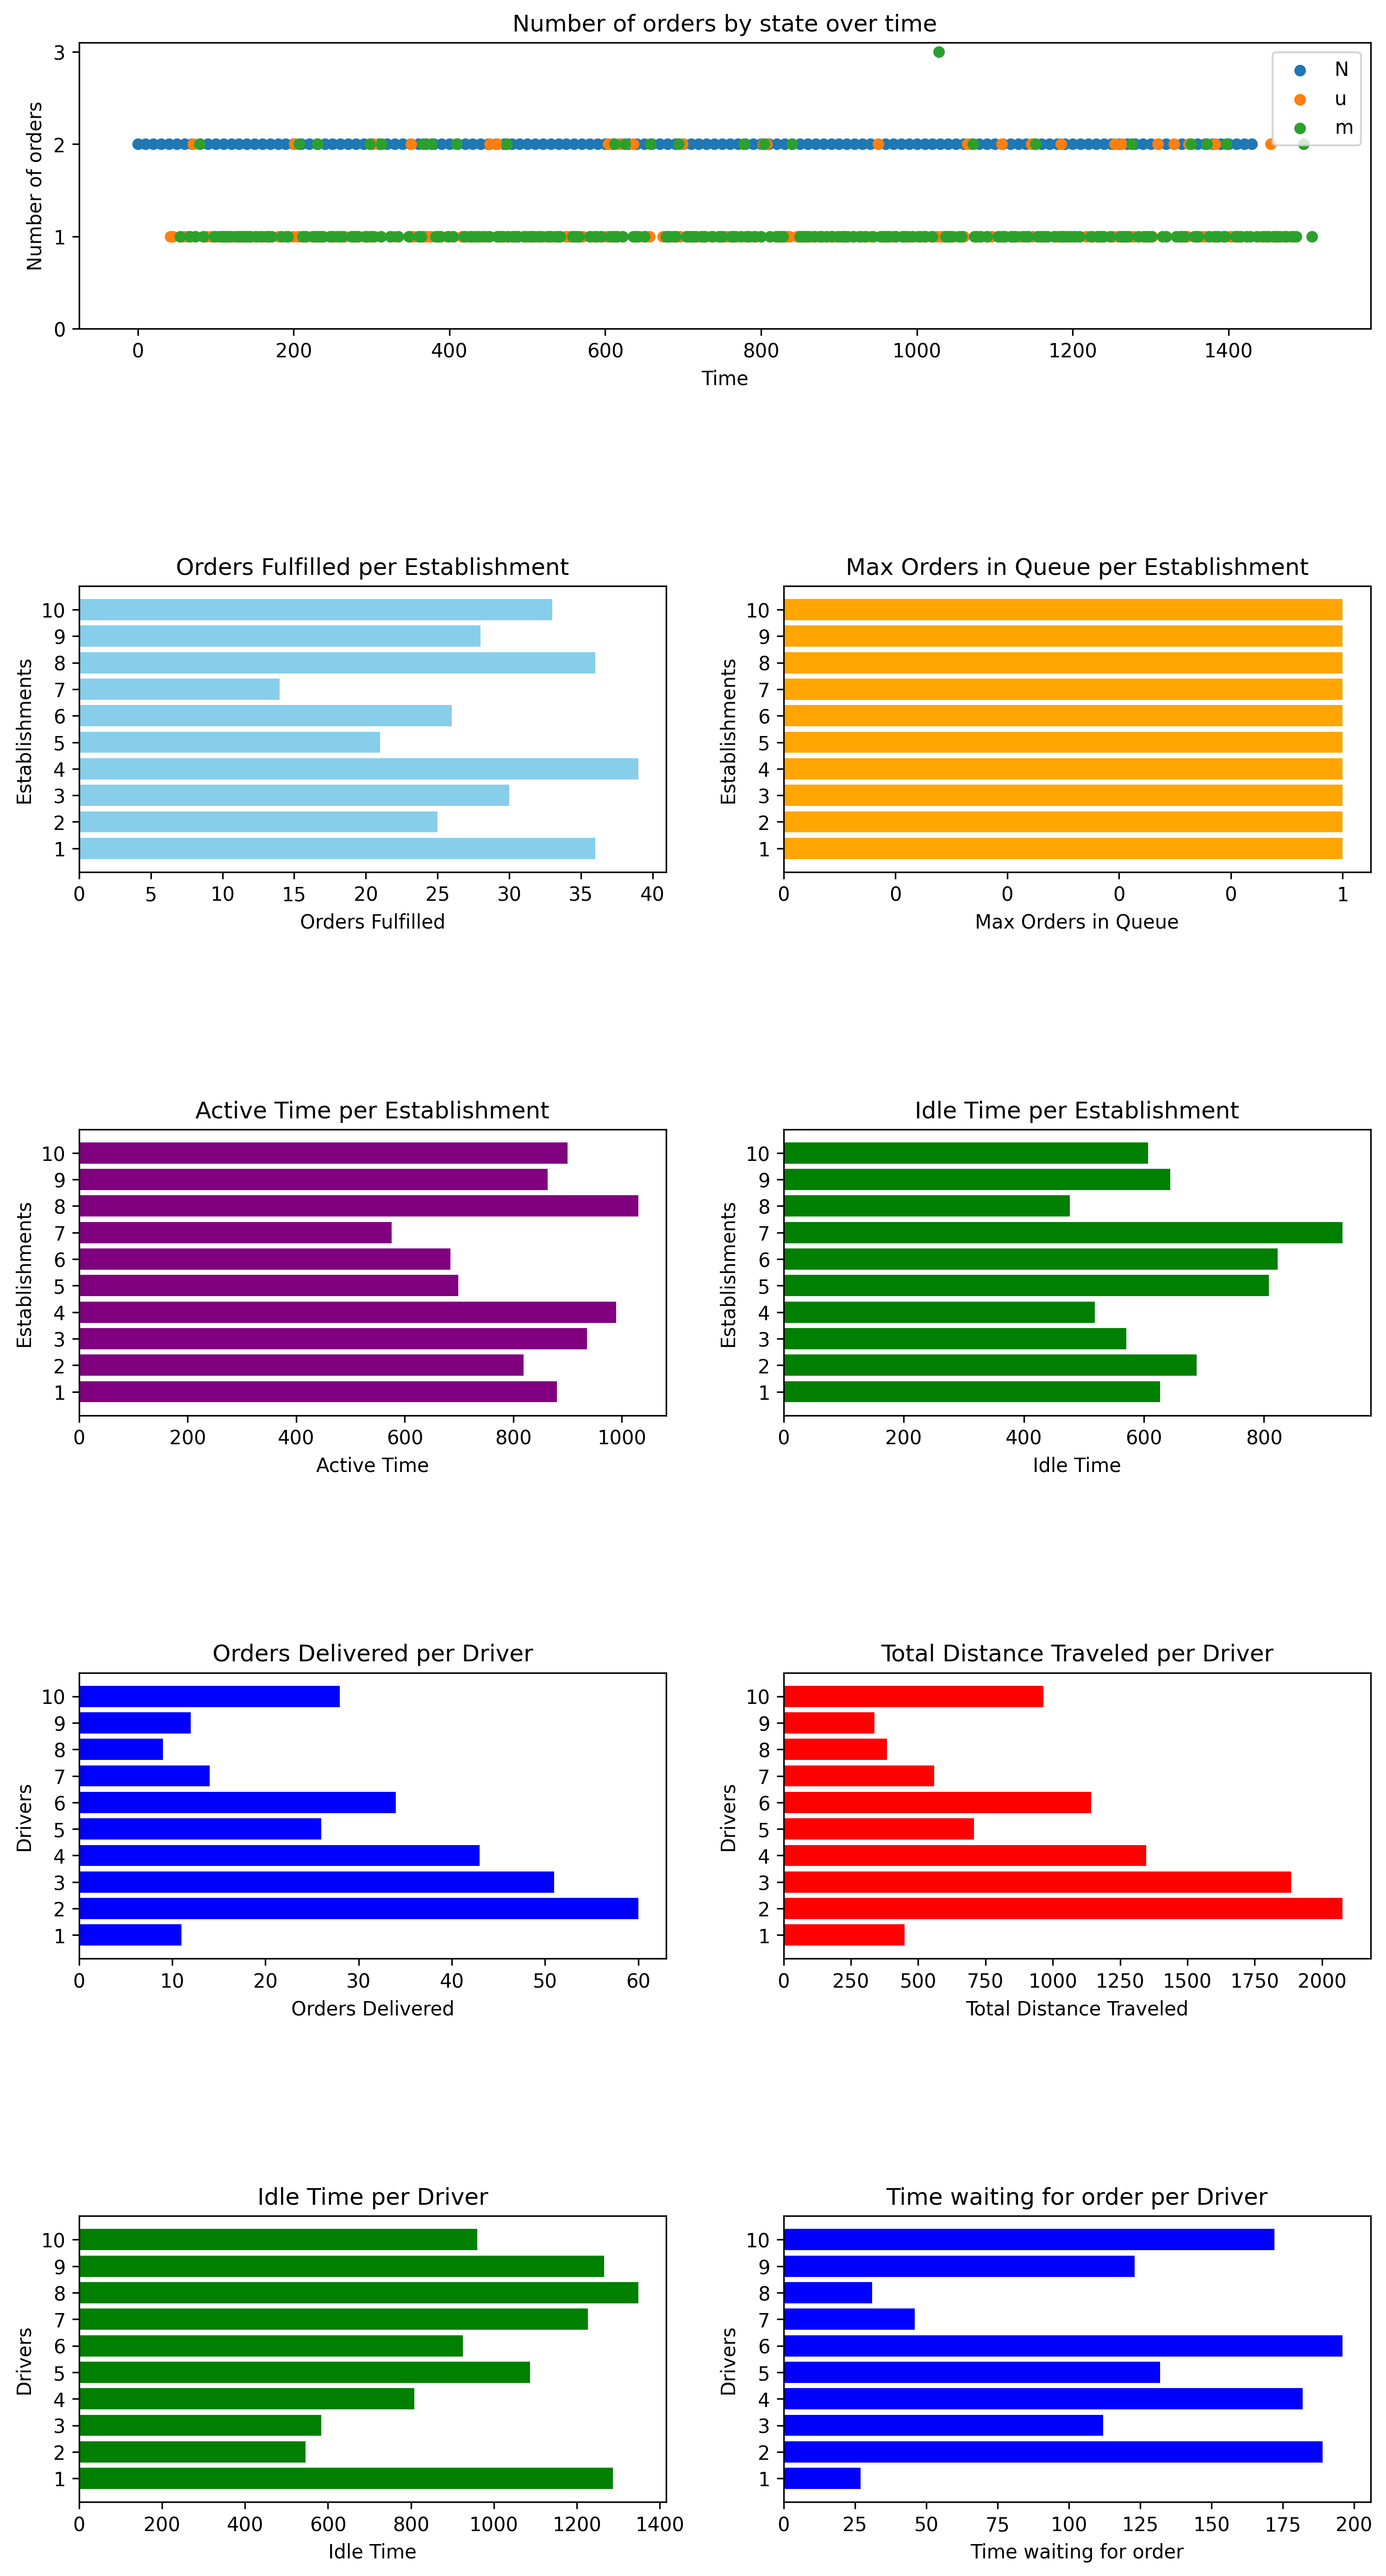 Number of orders by state over time
Number of orders
3
2
1
0
N
u
m
0 200 400 600 800 1000 1200 1400
Time
Orders Fulfilled per Establishment
Establishments
10
9
8
7
6
5
4
3
2
1
0 5 10 15 20 25 30 35 40
Orders Fulfilled
Max Orders in Queue per Establishment
Establishments
10
9
8
7
6
5
4
3
2
1
0 0 0 0 0 1
Max Orders in Queue
Active Time per Establishment
Establishments
10
9
8
7
6
5
4
3
2
1
0 200 400 600 800 1000
Active Time
Idle Time per Establishment
Establishments
10
9
8
7
6
5
4
3
2
1
0 200 400 600 800
Idle Time
Orders Delivered per Driver
Drivers
10
9
8
7
6
5
4
3
2
1
0 10 20 30 40 50 60
Orders Delivered
Total Distance Traveled per Driver
Drivers
10
9
8
7
6
5
4
3
2
1
0 250 500 750 1000 1250 1500 1750 2000
Total Distance Traveled
Idle Time per Driver
Drivers
10
9
8
7
6
5
4
3
2
1
0 200 400 600 800 1000 1200 1400
Idle Time
Time waiting for order per Driver
Drivers
10
9
8
7
6
5
4
3
2
1
0 25 50 75 100 125 150 175 200
Time waiting for order